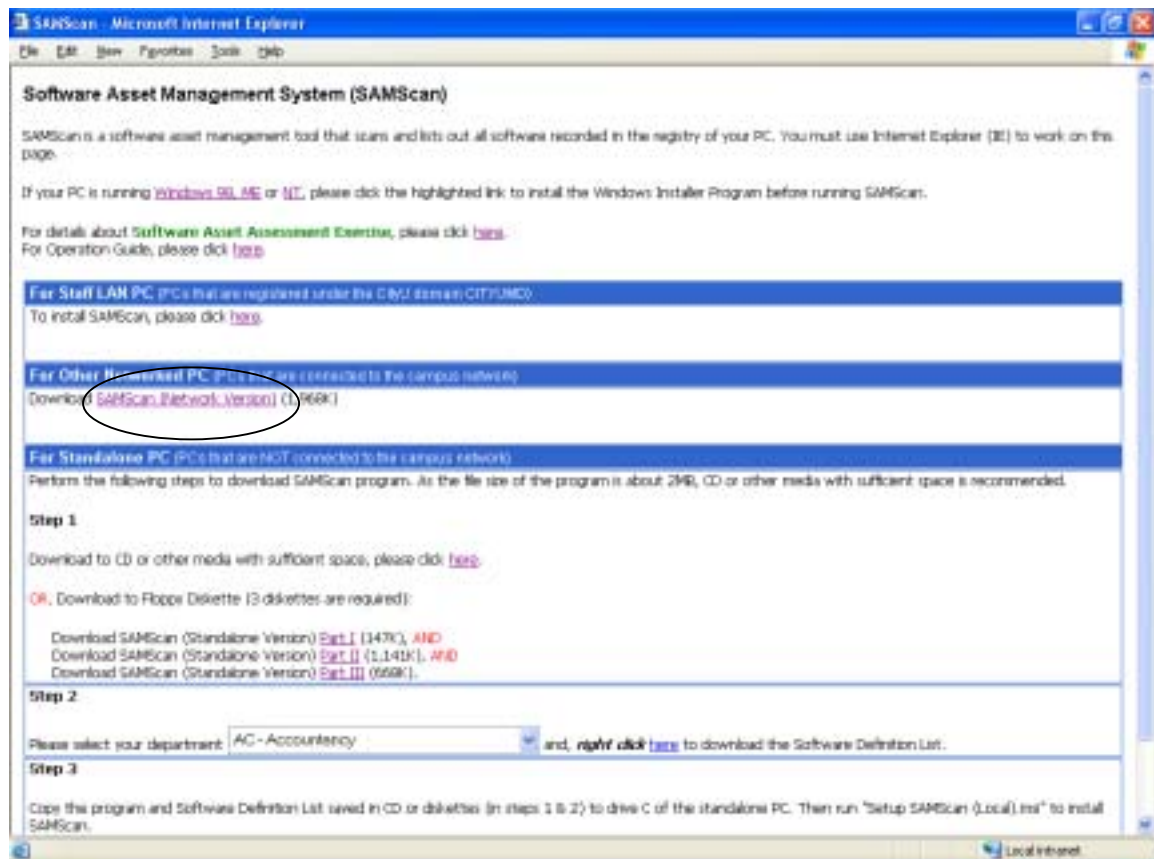 SAMScan - Microsoft Internet Explorer
File Edit View Favorites Tools Help
Software Asset Management System (SAMScan)
SAMScan is a software asset management tool that scans and lists out all software recorded in the registry of your PC. You must use Internet Explorer (IE) to work on this
page.
If your PC is running Windows 98, ME or NT, please click the highlighted link to install the Windows Installer Program before running SAMScan.
For details about Software Asset Assessment Exercise, please click here.
For Operation Guide, please click here.
For Staff LAN PC (PCs that are registered under the CityU domain CITYUMD)
To install SAMScan, please click here.
For Other Networked PC (PCs that are connected to the campus network)
Download SAMScan (Network Version) (1,968K)
For Standalone PC (PCs that are NOT connected to the campus network)
Perform the following steps to download SAMScan program. As the file size of the program is about 2MB, CD or other media with sufficient space is recommended.
Step 1
Download to CD or other media with sufficient space, please click here.
OR, Download to Floppy Diskette (3 diskettes are required):
Download SAMScan (Standalone Version) Part I (147K), AND
Download SAMScan (Standalone Version) Part II (1,141K), AND
Download SAMScan (Standalone Version) Part III (668K).
Step 2
Please select your department AC - Accountancy and, right click here to download the Software Definition List.
Step 3
Copy the program and Software Definition List saved in CD or diskettes (in steps 1 & 2) to drive C of the standalone PC. Then run "Setup SAMScan (Local).msi" to install
SAMScan.
Local intranet